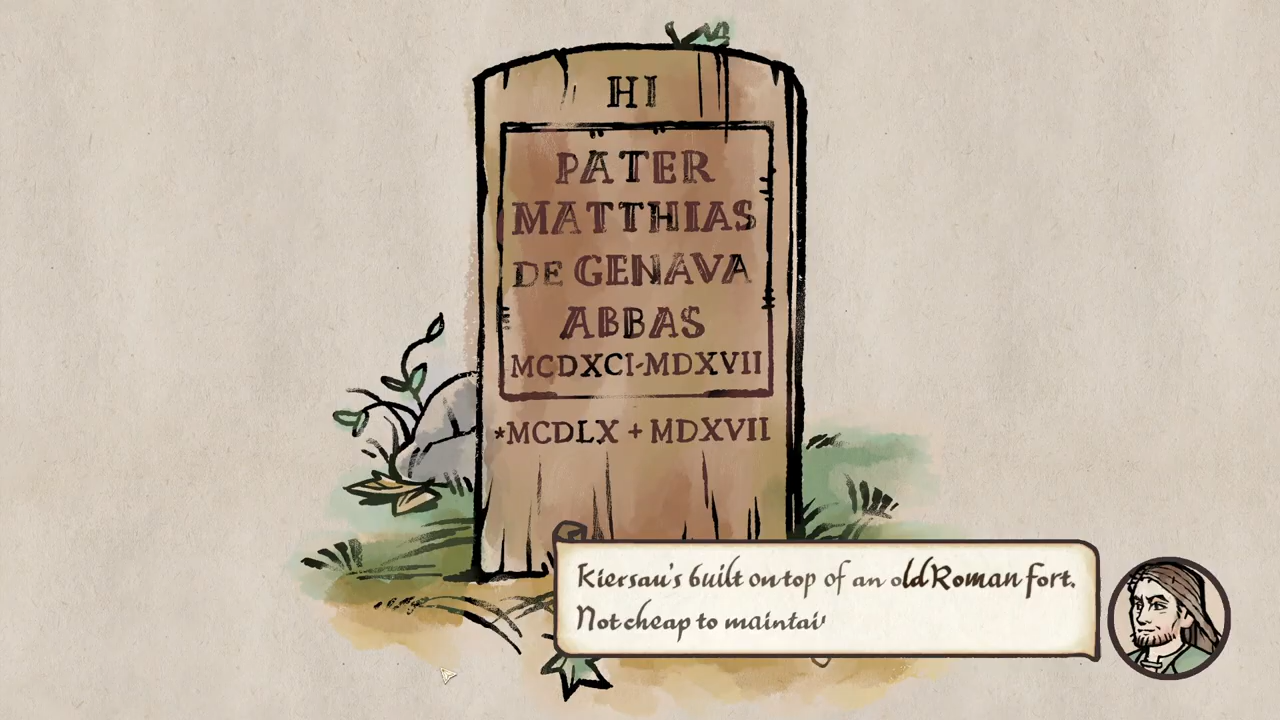 HI
PATER
MATTHIAS
DE GENAVA
ABBAS
MCDXCI-MDXVII
*MCDLX + MDXVII
Kiersau's built on top of an old Roman fort.
Not cheap to maintai